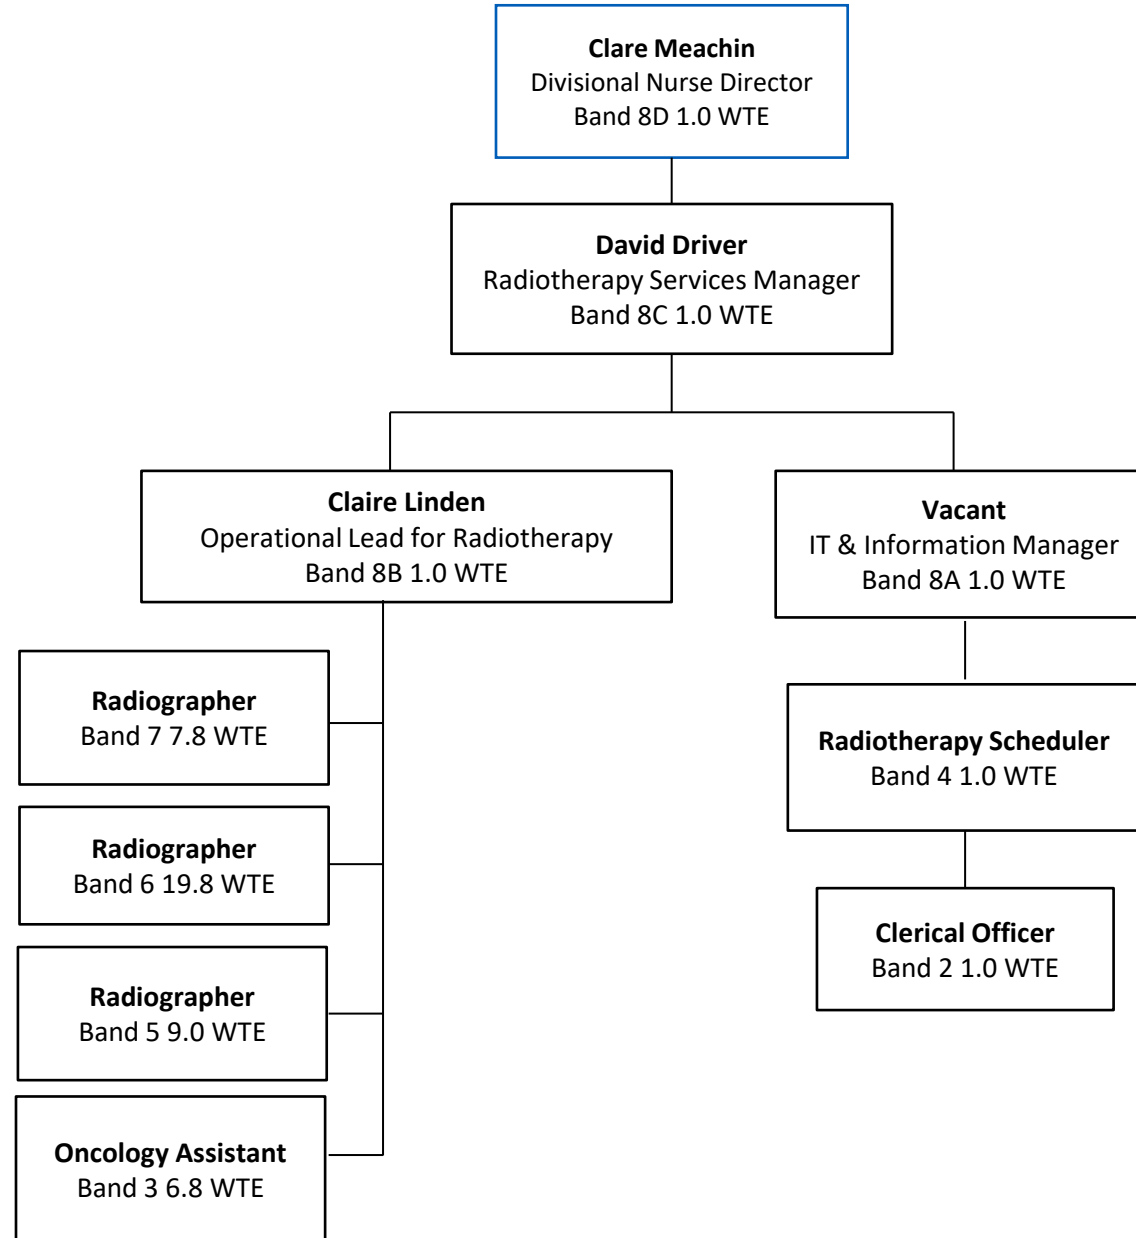 Clare Meachin
Divisional Nurse Director
Band 8D 1.0 WTE
David Driver
Radiotherapy Services Manager
Band 8C 1.0 WTE
Claire Linden
Operational Lead for Radiotherapy
Band 8B 1.0 WTE
Vacant
IT & Information Manager
Band 8A 1.0 WTE
Radiographer
Band 7 7.8 WTE
Radiographer
Band 6 19.8 WTE
Radiographer
Band 5 9.0 WTE
Oncology Assistant
Band 3 6.8 WTE
Radiotherapy Scheduler
Band 4 1.0 WTE
Clerical Officer
Band 2 1.0 WTE